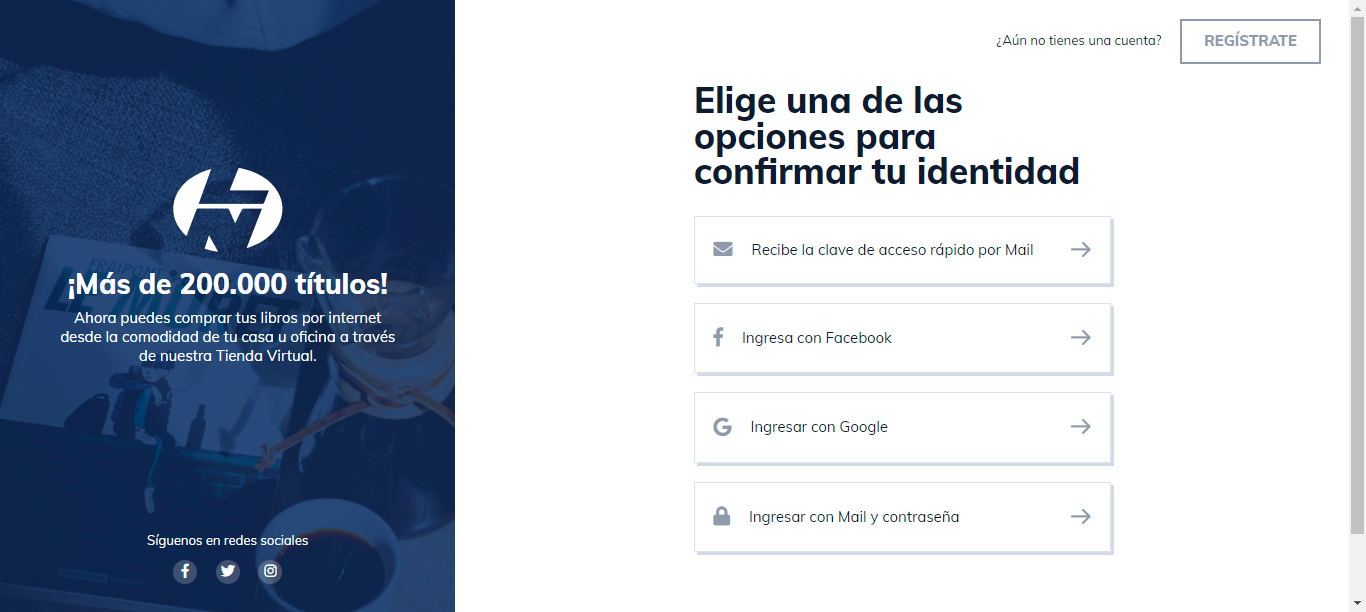 ¿Aún no tienes una cuenta?
REGÍSTRATE
Elige una de las
opciones para
confirmar tu identidad
Recibe la clave de acceso rápido por Mail
Ingresa con Facebook
Ingresar con Google
Ingresar con Mail y contraseña
¡Más de 200.000 títulos!
Ahora puedes comprar tus libros por internet
desde la comodidad de tu casa u oficina a través
de nuestra Tienda Virtual.
Síguenos en redes sociales